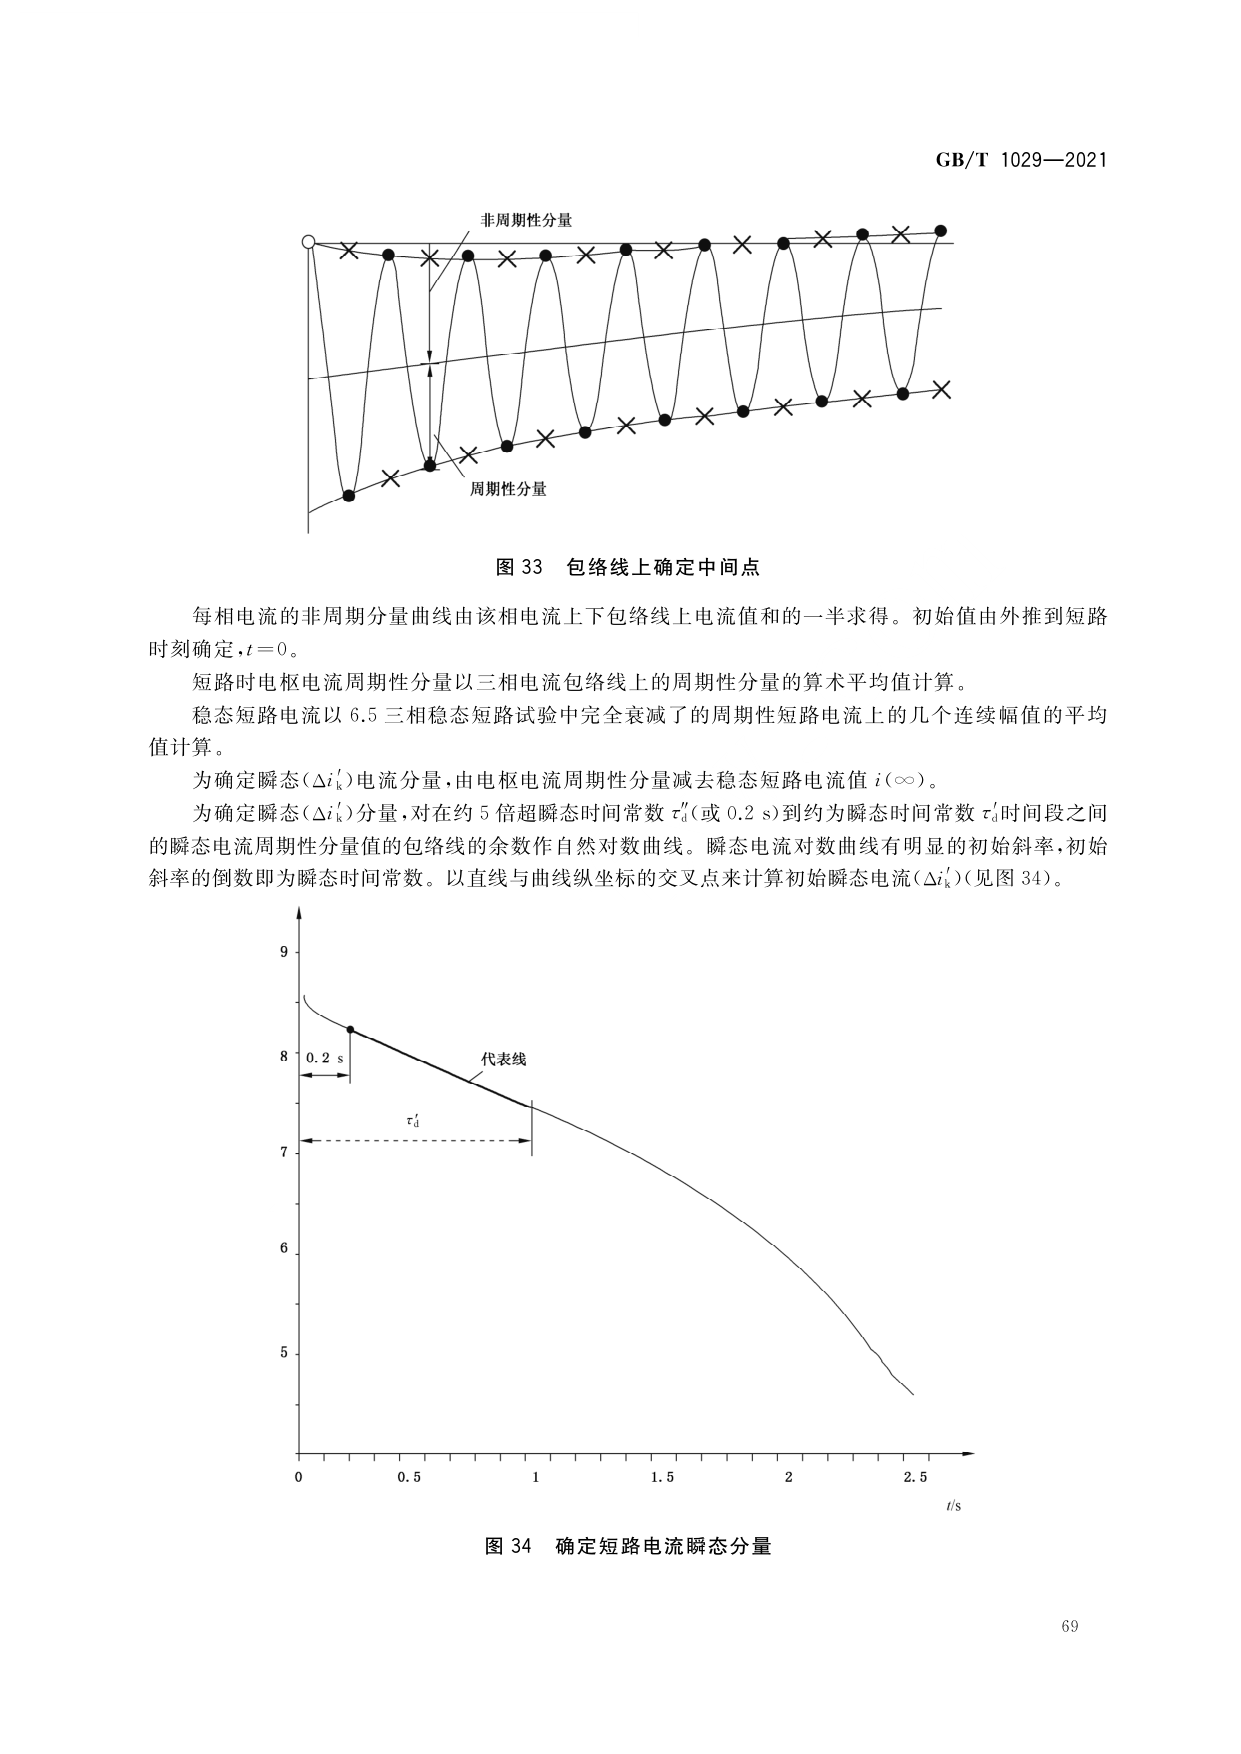 GB/T 1029—2021
非周期性分量
周期性分量
图 33 包络线上确定中间点
每相电流的非周期分量曲线由该相电流上下包络线上电流值和的一半求得。初始值由外推到短路
时刻确定,t=0。
短路时电枢电流周期性分量以三相电流包络线上的周期性分量的算术平均值计算。
稳态短路电流以 6.5 三相稳态短路试验中完全衰减了的周期性短路电流上的几个连续幅值的平均
值计算。
为确定瞬态(Δi′k)电流分量,由电枢电流周期性分量减去稳态短路电流值 i(∞)。
为确定瞬态(Δi′k)分量,对在约 5 倍超瞬态时间常数 τ″d(或 0.2 s)到约为瞬态时间常数 τ′d时间段之间
的瞬态电流周期性分量值的包络线的余数作自然对数曲线。瞬态电流对数曲线有明显的初始斜率,初始
斜率的倒数即为瞬态时间常数。以直线与曲线纵坐标的交叉点来计算初始瞬态电流(Δi′k)(见图 34)。
9
8
0.2 s
代表线
τ′d
7
6
5
0 0.5 1 1.5 2 2.5
t/s
图 34 确定短路电流瞬态分量
69